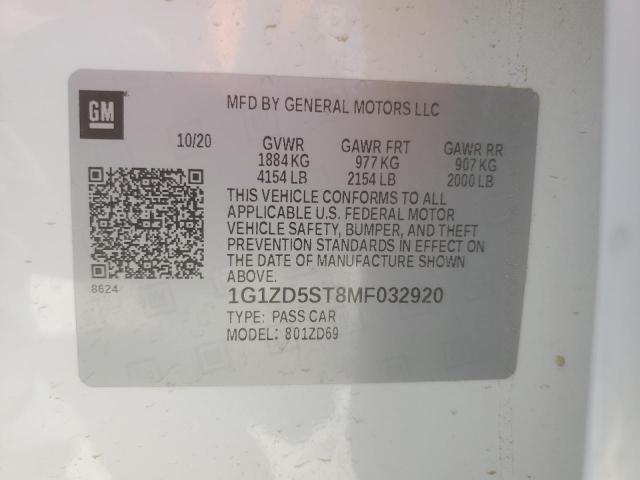 GM
MFD BY GENERAL MOTORS LLC
10/20 GVWR GAWR FRT GAWR RR
1884 KG 977 KG 907 KG
4154 LB 2154 LB 2000 LB
THIS VEHICLE CONFORMS TO ALL
APPLICABLE U.S. FEDERAL MOTOR
VEHICLE SAFETY, BUMPER, AND THEFT
PREVENTION STANDARDS IN EFFECT ON
THE DATE OF MANUFACTURE SHOWN
ABOVE.
8624
1G1ZD5ST8MF032920
TYPE: PASS CAR
MODEL: 801ZD69